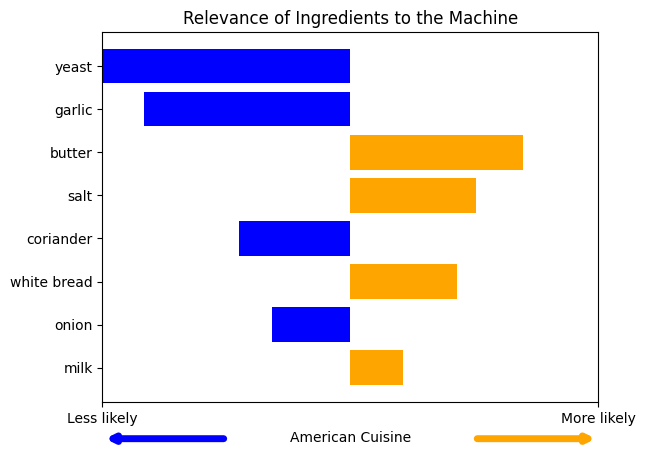 Relevance of Ingredients to the Machine
yeast
garlic
butter
salt
coriander
white bread
onion
milk
Less likely
More likely
American Cuisine